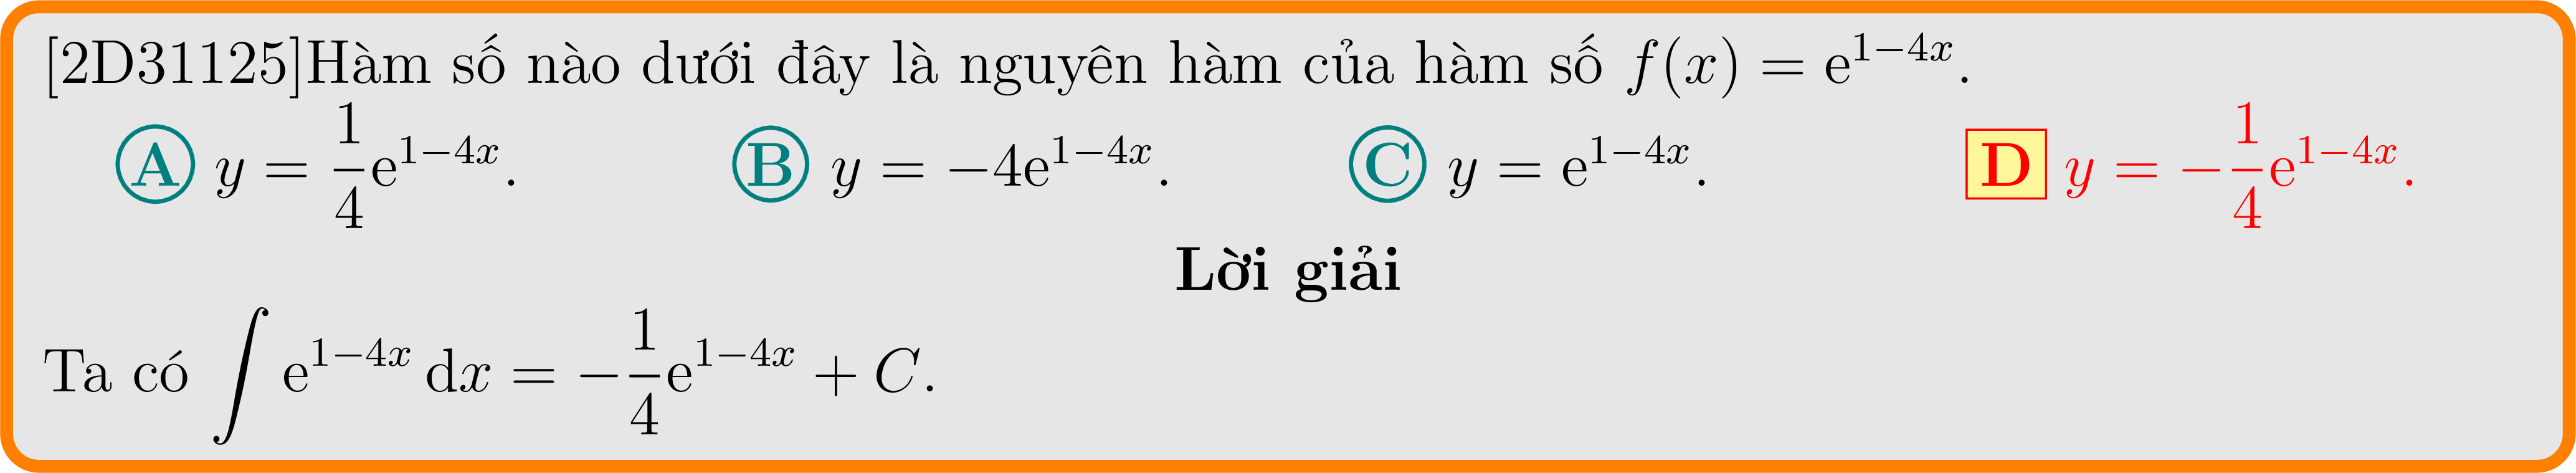 [2D31125]Hàm số nào dưới đây là nguyên hàm của hàm số $f(x) = \mathrm{e}^{1-4x}$.
A $y = \frac{1}{4}\mathrm{e}^{1-4x}$. B $y = -4\mathrm{e}^{1-4x}$. C $y = \mathrm{e}^{1-4x}$. D $y = -\frac{1}{4}\mathrm{e}^{1-4x}$.
Lời giải
Ta có $\int \mathrm{e}^{1-4x}\,\mathrm{d}x = -\frac{1}{4}\mathrm{e}^{1-4x} + C$.